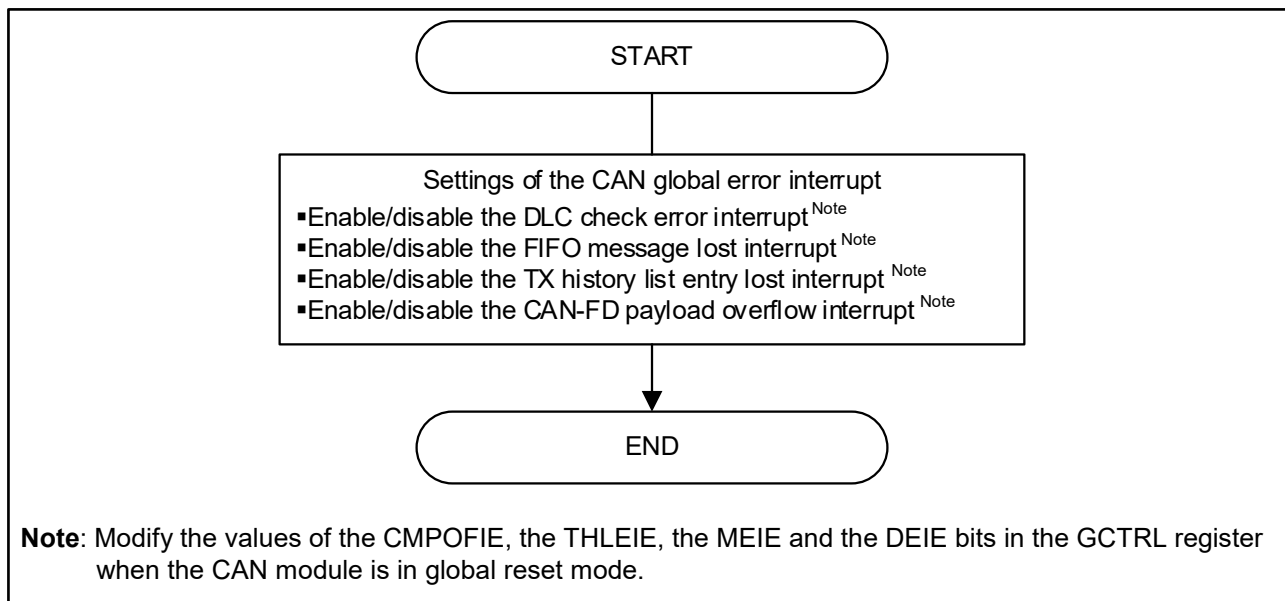 START
Settings of the CAN global error interrupt
▪Enable/disable the DLC check error interrupt Note
▪Enable/disable the FIFO message lost interrupt Note
▪Enable/disable the TX history list entry lost interrupt Note
▪Enable/disable the CAN-FD payload overflow interrupt Note
END
Note: Modify the values of the CMPOFIE, the THLEIE, the MEIE and the DEIE bits in the GCTRL register
when the CAN module is in global reset mode.